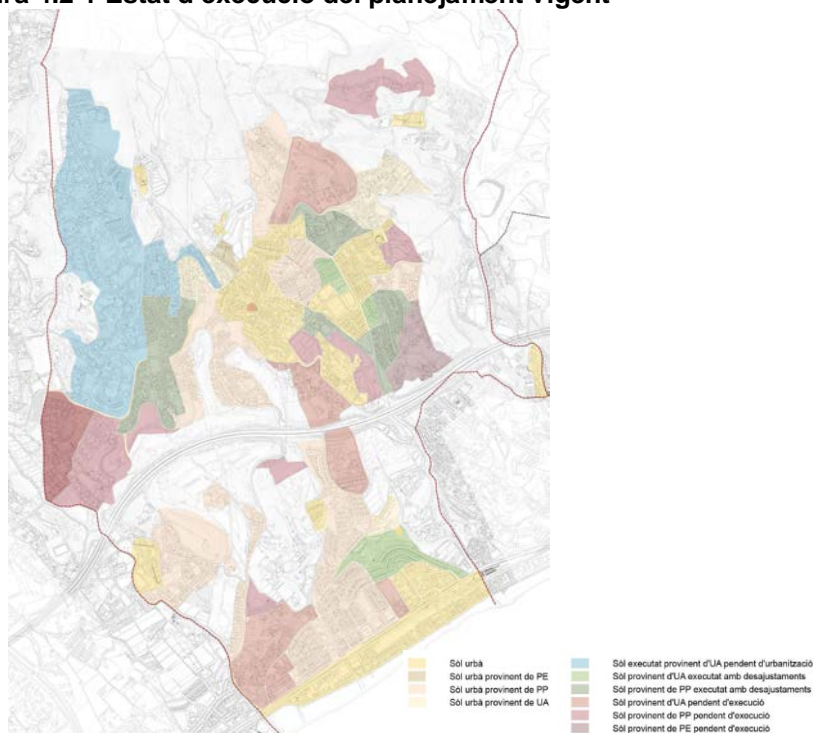 ra 4.2-1 Estat d'execució del planejament vigent
Sòl urbà
Sòl urbà provinent de PE
Sòl urbà provinent de PP
Sòl urbà provinent de UA
Sòl executat provinent d'UA pendent d'urbanització
Sòl provinent d'UA executat amb desajustaments
Sòl provinent de PP executat amb desajustaments
Sòl provinent d'UA pendent d'execució
Sòl provinent de PP pendent d'execució
Sòl provinent de PE pendent d'execució